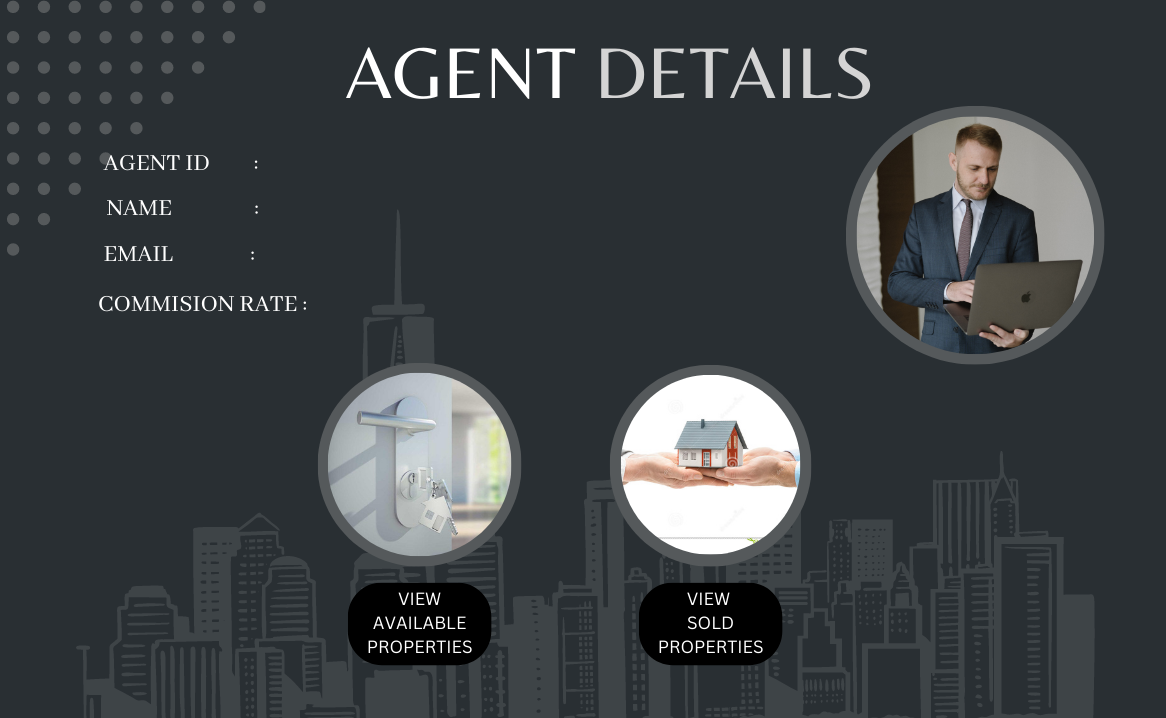 AGENT DETAILS
AGENT ID :
NAME :
EMAIL :
COMMISION RATE :
VIEW
AVAILABLE
PROPERTIES
VIEW
SOLD
PROPERTIES